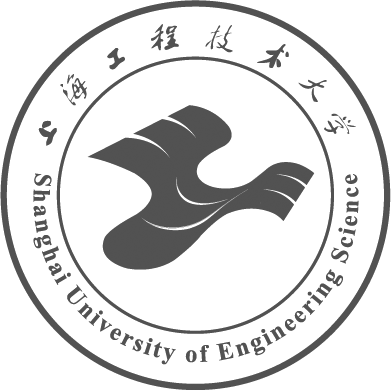 上海工程技术大学
Shanghai University of Engineering Science